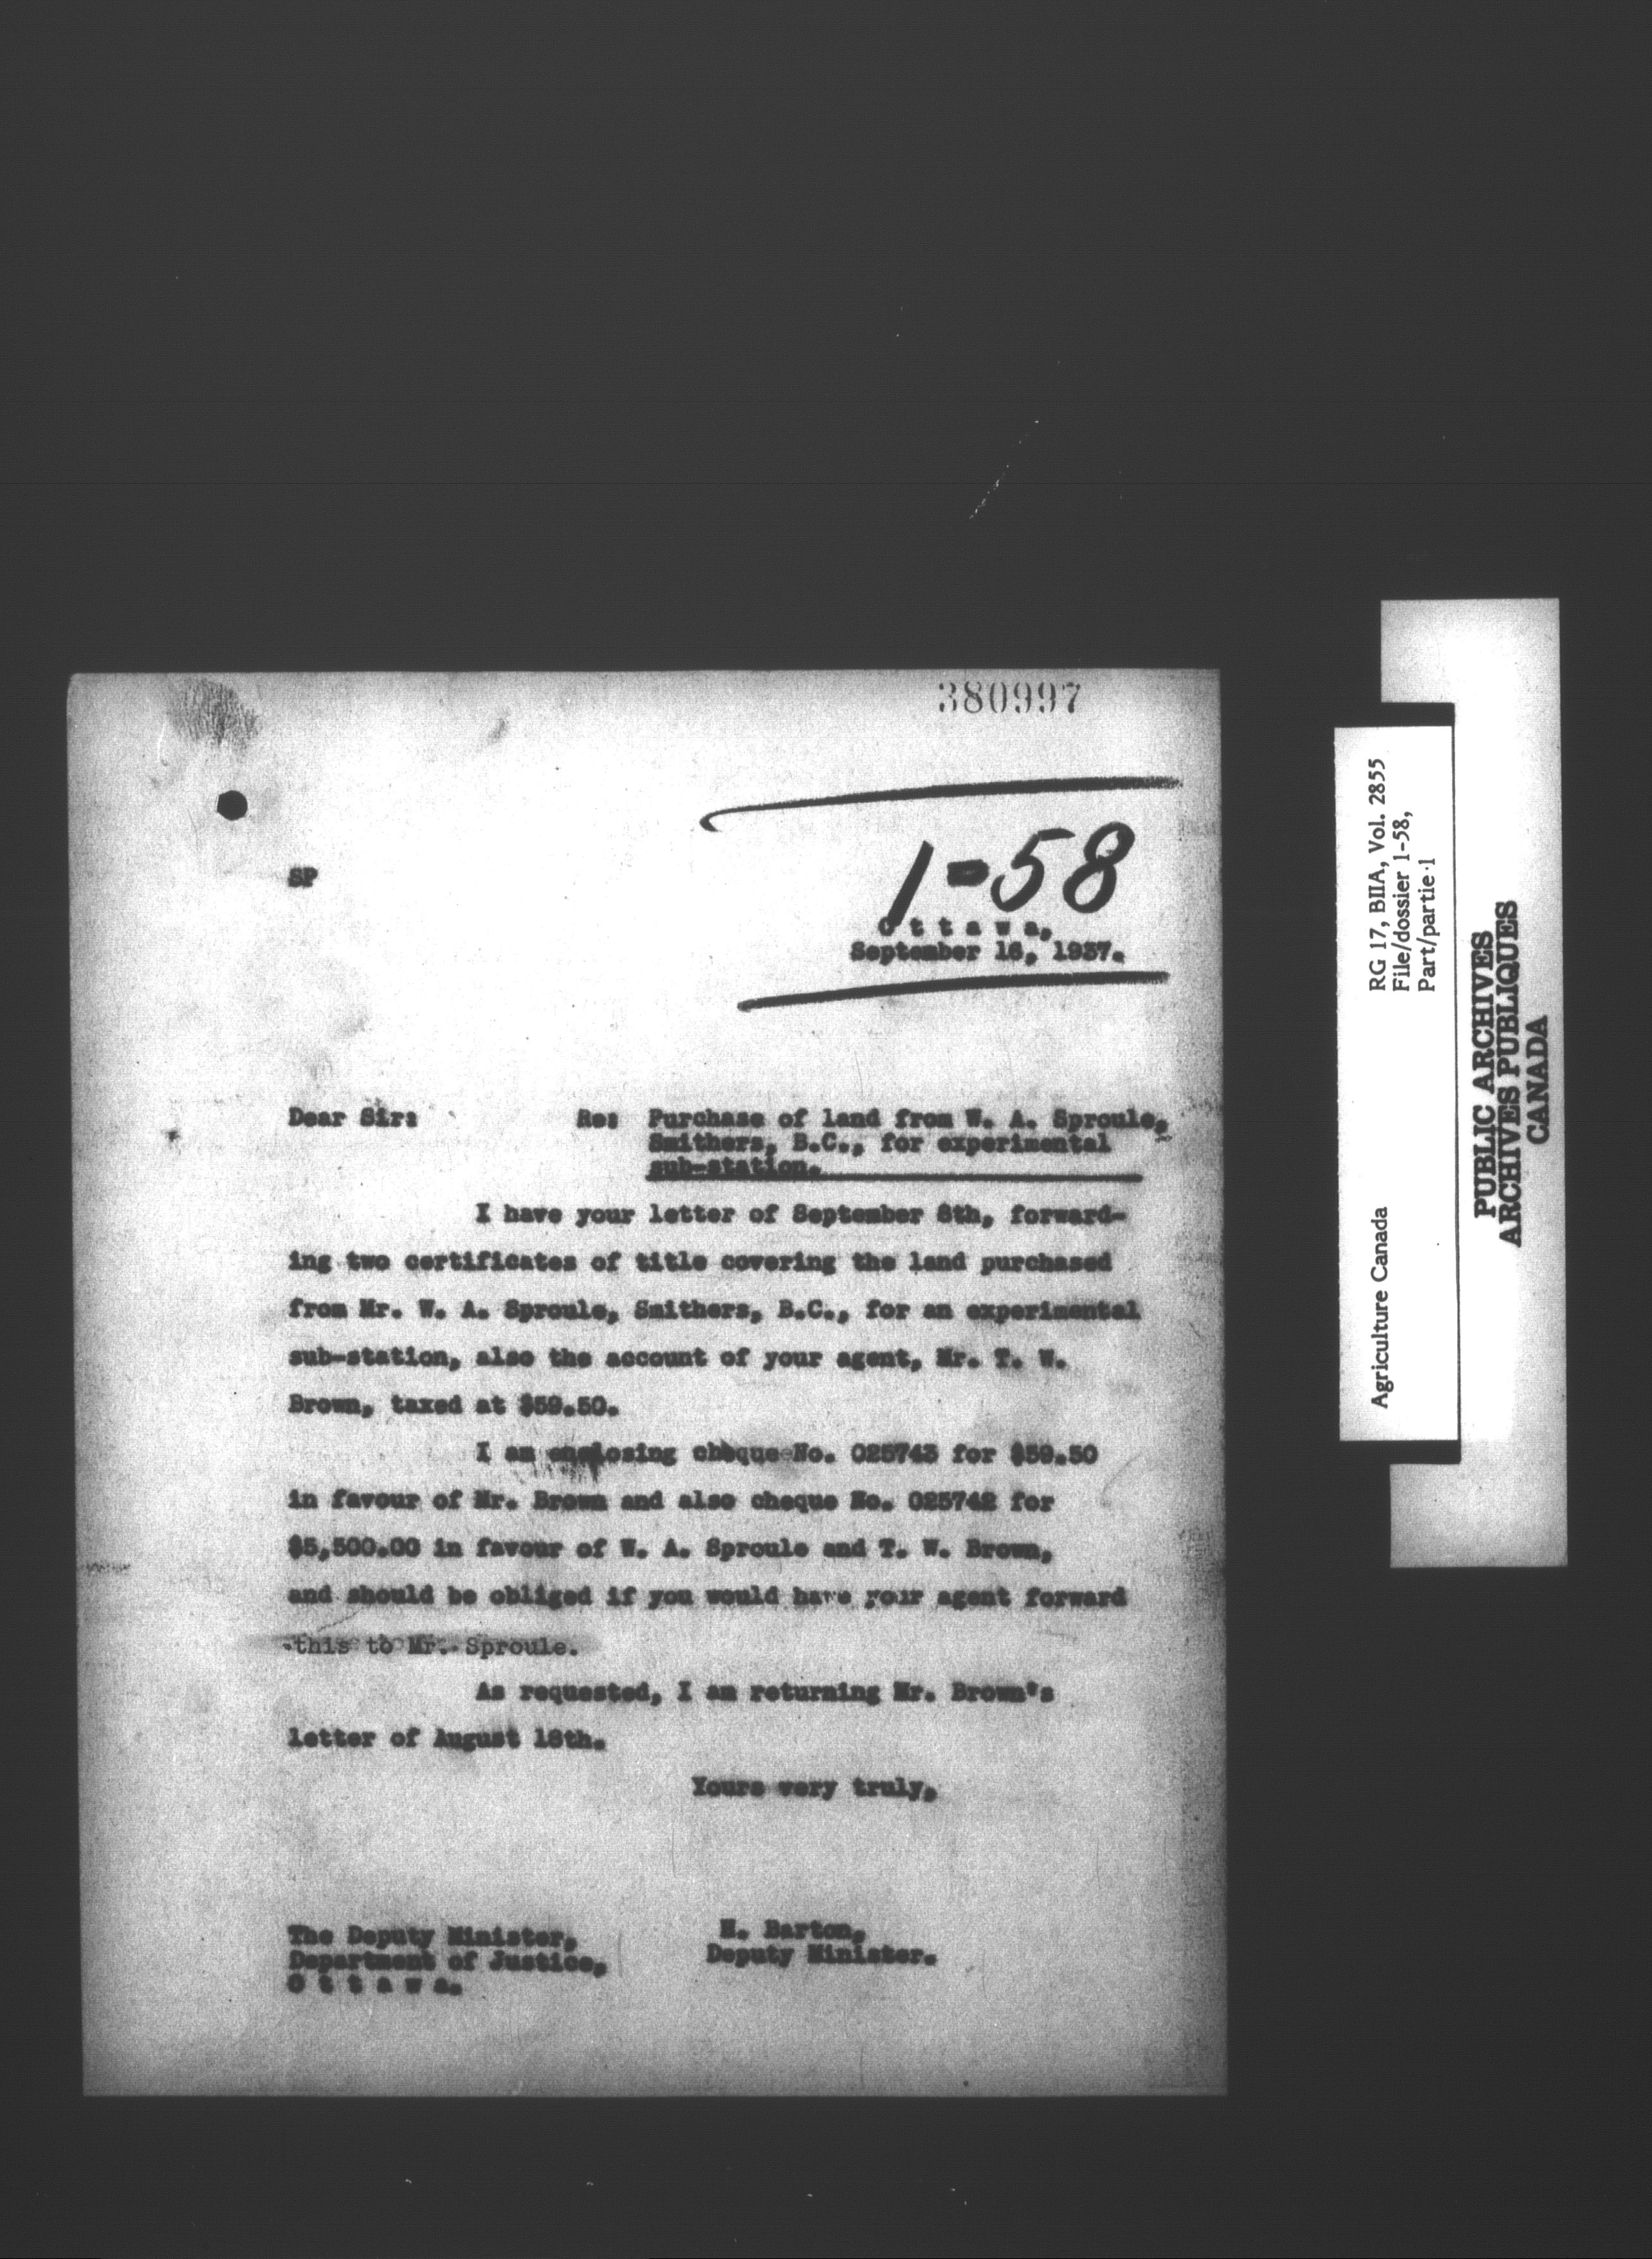 380997
1-58
SP
Ottawa,
September 16, 1937.
Dear Sir:
Re: Purchase of land from W. A. Sproule,
Smithers, B.C., for experimental
sub-station.
I have your letter of September 8th, forward-
ing two certificates of title covering the land purchased
from Mr. W. A. Sproule, Smithers, B.C., for an experimental
sub-station, also the account of your agent, Mr. T. W.
Brown, taxed at $59.50.
I am enclosing cheque No. 025743 for $59.50
in favour of Mr. Brown and also cheque No. 025742 for
$5,500.00 in favour of W. A. Sproule and T. W. Brown,
and should be obliged if you would have your agent forward
this to Mr. Sproule.
As requested, I am returning Mr. Brown's
letter of August 18th.
Yours very truly,
H. Barton,
Deputy Minister.
The Deputy Minister,
Department of Justice,
Ottawa.
Agriculture Canada
RG 17, BIIA, Vol. 2855
File/dossier 1-58,
Part/partie 1
PUBLIC ARCHIVES
ARCHIVES PUBLIQUES
CANADA